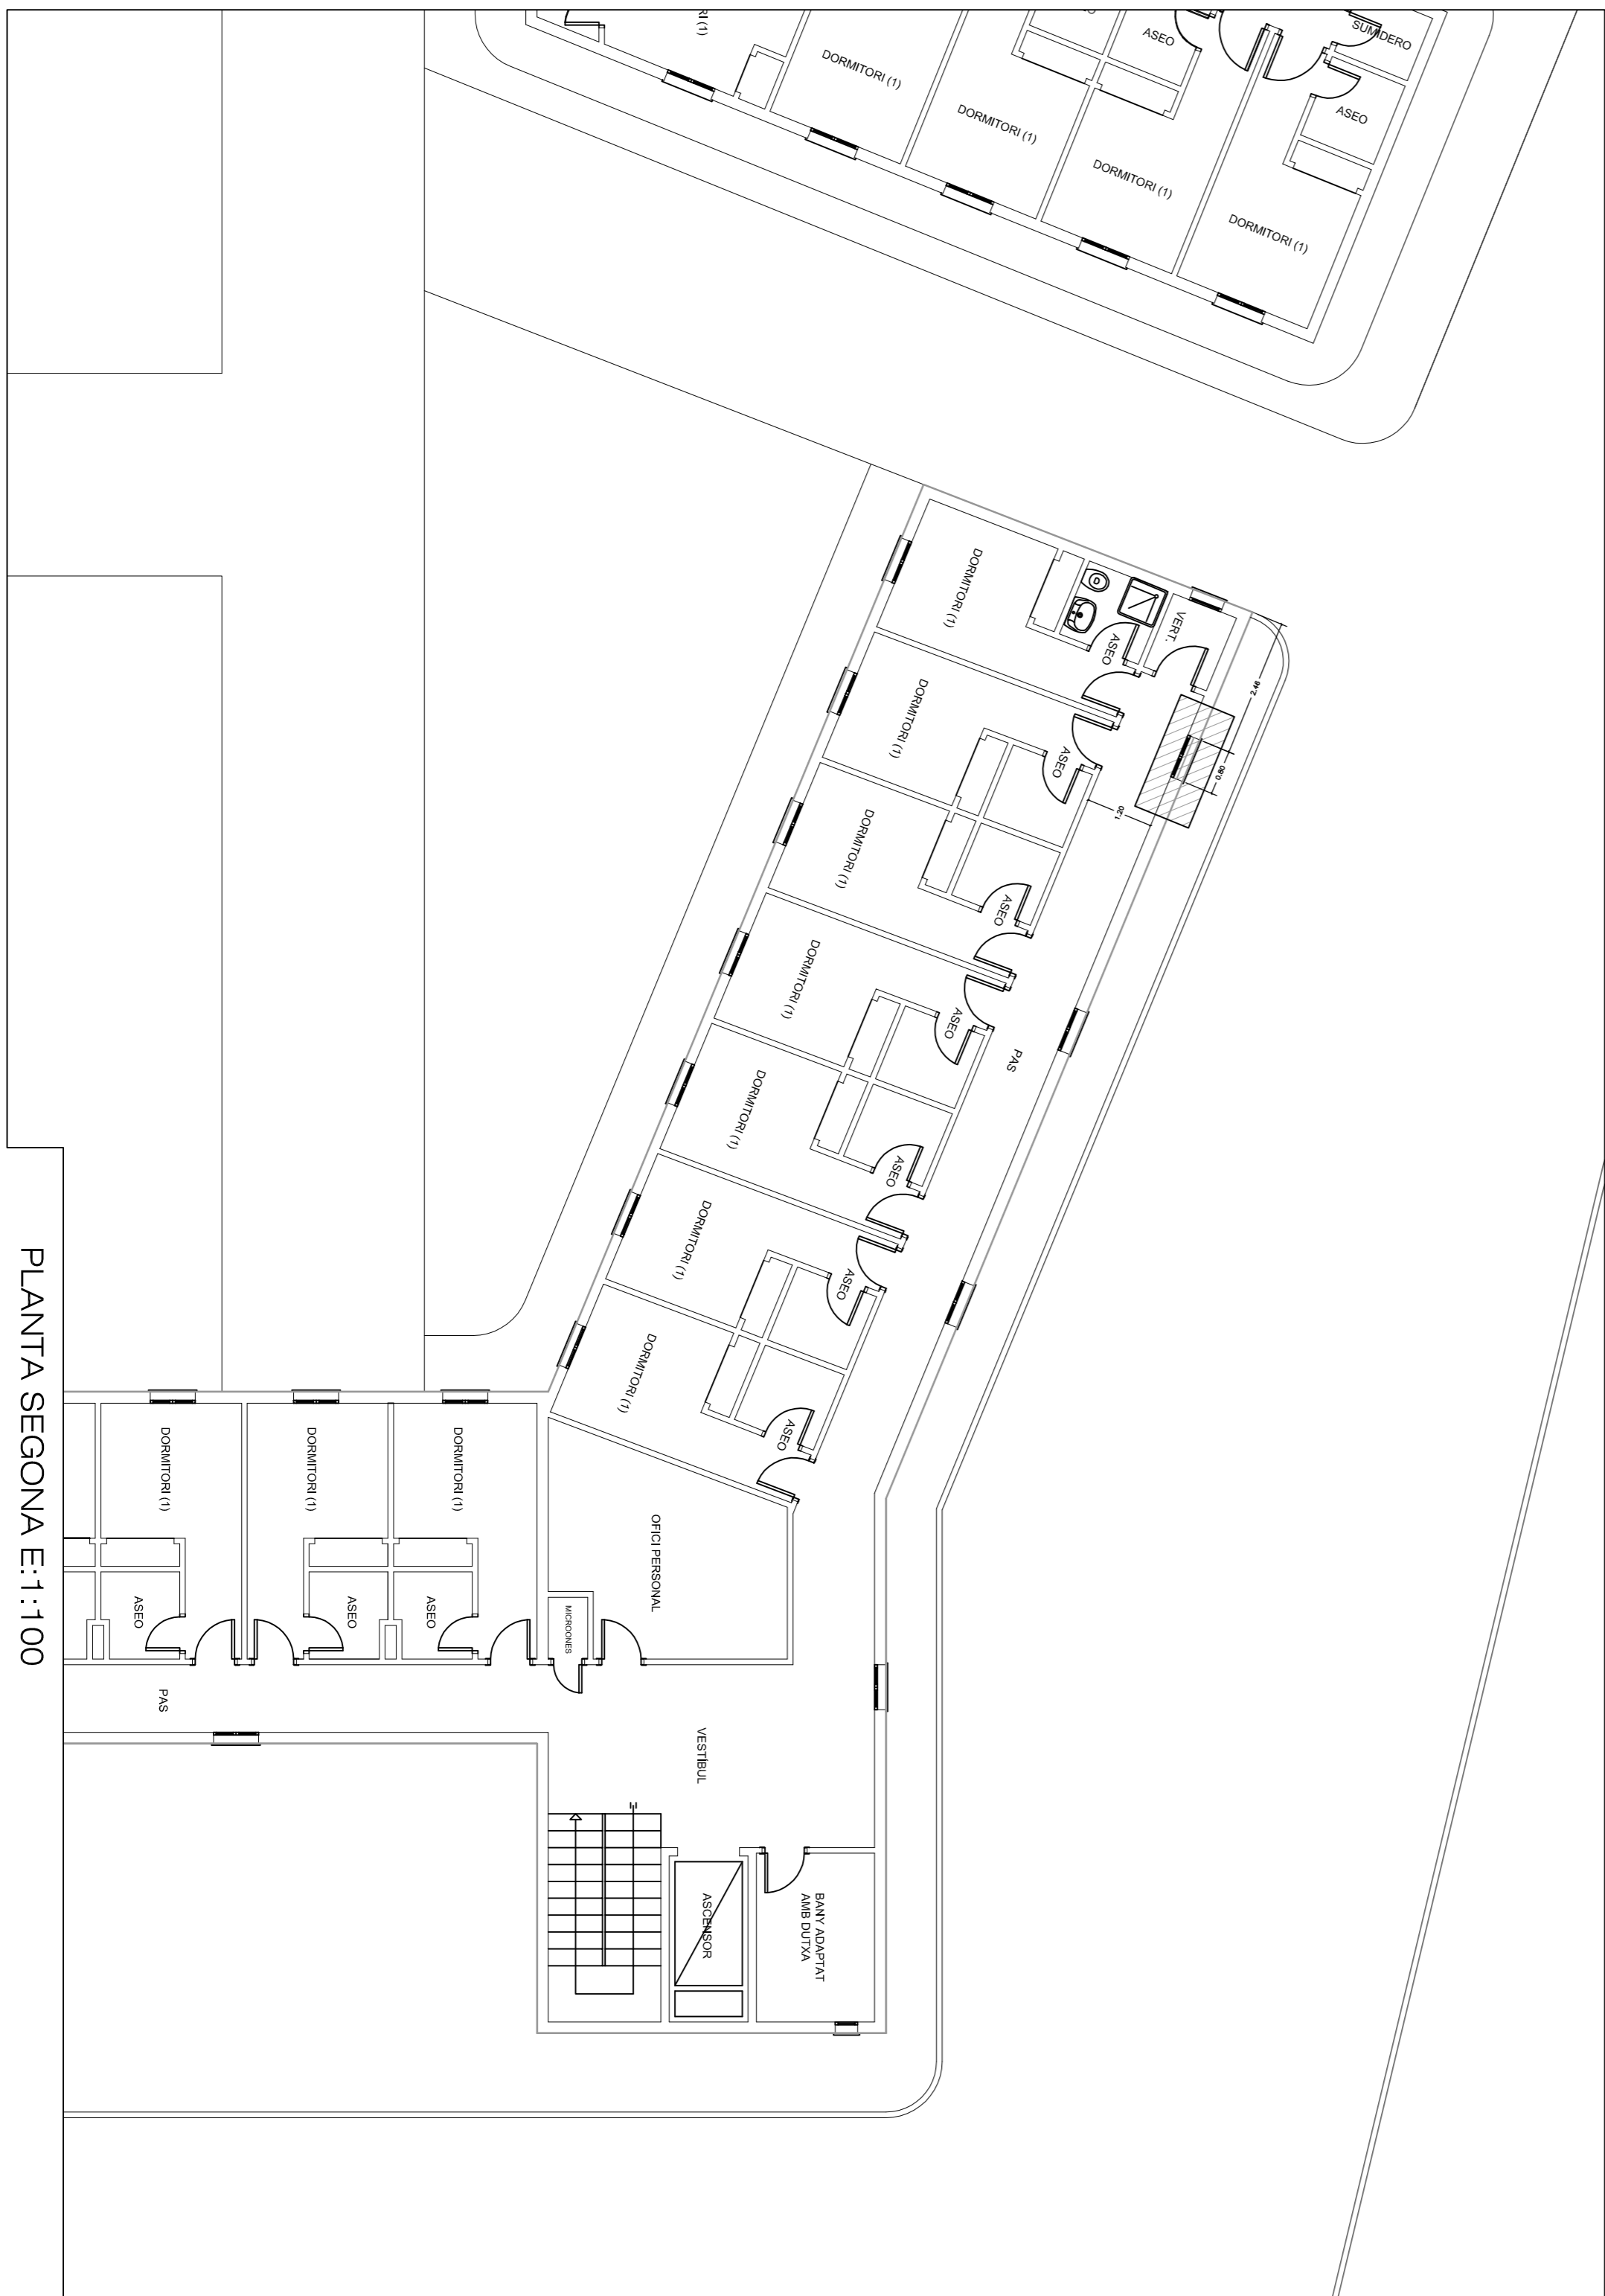 RI (1)
DORMITORI (1)
DORMITORI (1)
DORMITORI (1)
DORMITORI (1)
ASEO
SUMIDERO
ASEO
DORMITORI (1)
ASEO
VERT.
2.46
0.80
1.20
DORMITORI (1)
ASEO
DORMITORI (1)
ASEO
DORMITORI (1)
ASEO
PAS
DORMITORI (1)
ASEO
DORMITORI (1)
ASEO
DORMITORI (1)
ASEO
DORMITORI (1)
DORMITORI (1)
DORMITORI (1)
ASEO
ASEO
ASEO
OFICI PERSONAL
MICROONES
PAS
VESTÍBUL
ASCENSOR
BANY ADAPTAT
AMB DUTXA
PLANTA SEGONA E:1:100